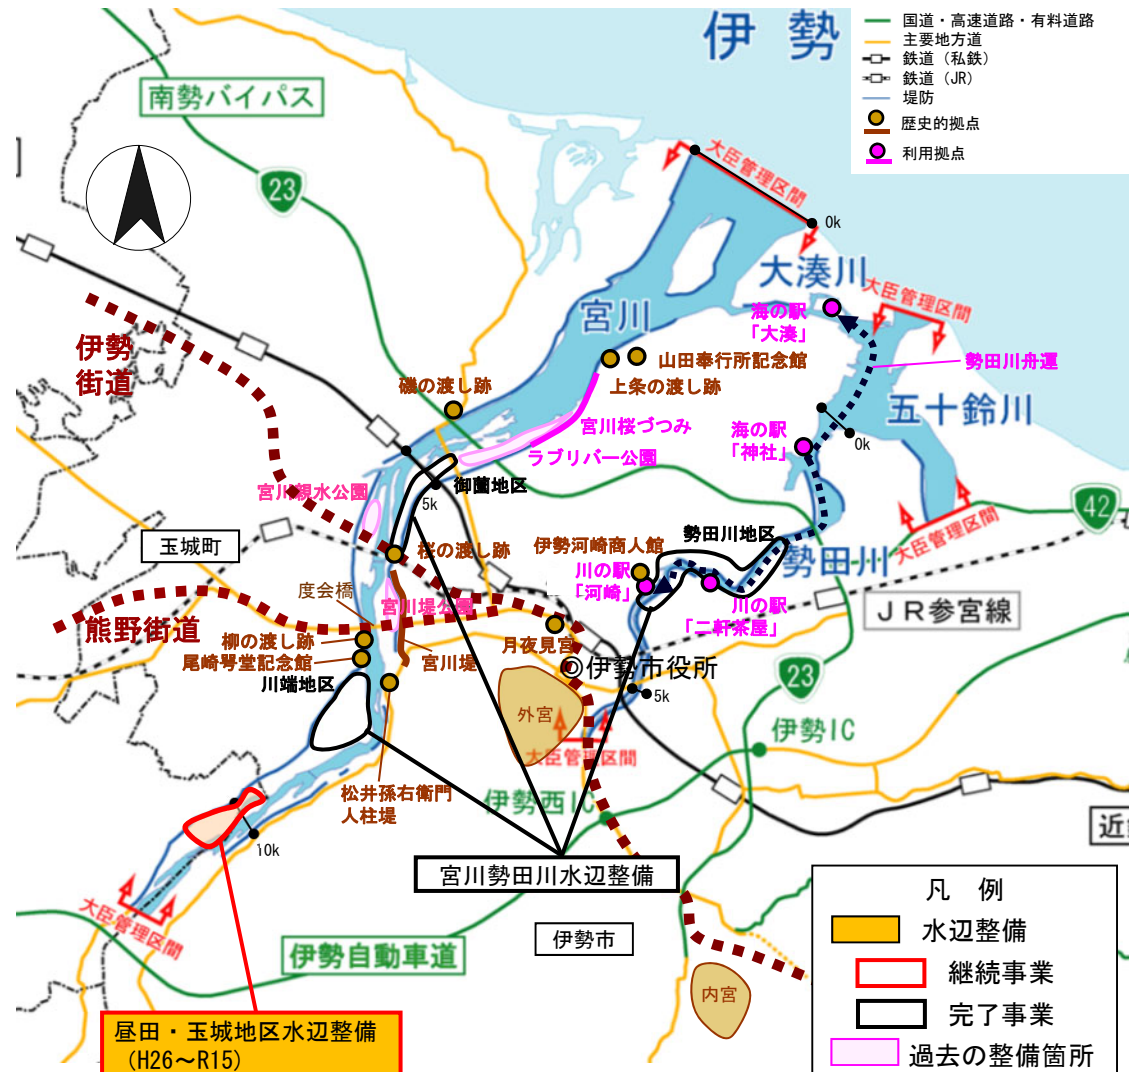 伊勢
国道・高速道路・有料道路
主要地方道
鉄道（私鉄）
鉄道（JR）
堤防
歴史的拠点
利用拠点
南勢バイパス
23
大臣管理区間
0k
大湊川
大臣管理区間
宮川
海の駅
「大湊」
伊勢
街道
山田奉行所記念館
勢田川舟運
磯の渡し跡
上条の渡し跡
五十鈴川
宮川桜づつみ
海の駅
「神社」
0k
ラブリバー公園
宮川親水公園
5k
御薗地区
42
大臣管理区間
玉城町
桜の渡し跡
伊勢河崎商人館
勢田川地区
勢田川
川の駅
「河崎」
度会橋
宮川堤公園
川の駅
「二軒茶屋」
JR参宮線
熊野街道
柳の渡し跡
月夜見宮
尾崎咢堂記念館
宮川堤
伊勢市役所
川端地区
23
5k
外宮
伊勢IC
大臣管理区間
松井孫右衛門
人柱堤
伊勢西IC
近
10k
宮川勢田川水辺整備
大臣管理区間
伊勢市
伊勢自動車道
内宮
凡例
水辺整備
継続事業
完了事業
過去の整備箇所
昼田・玉城地区水辺整備
（H26～R15）